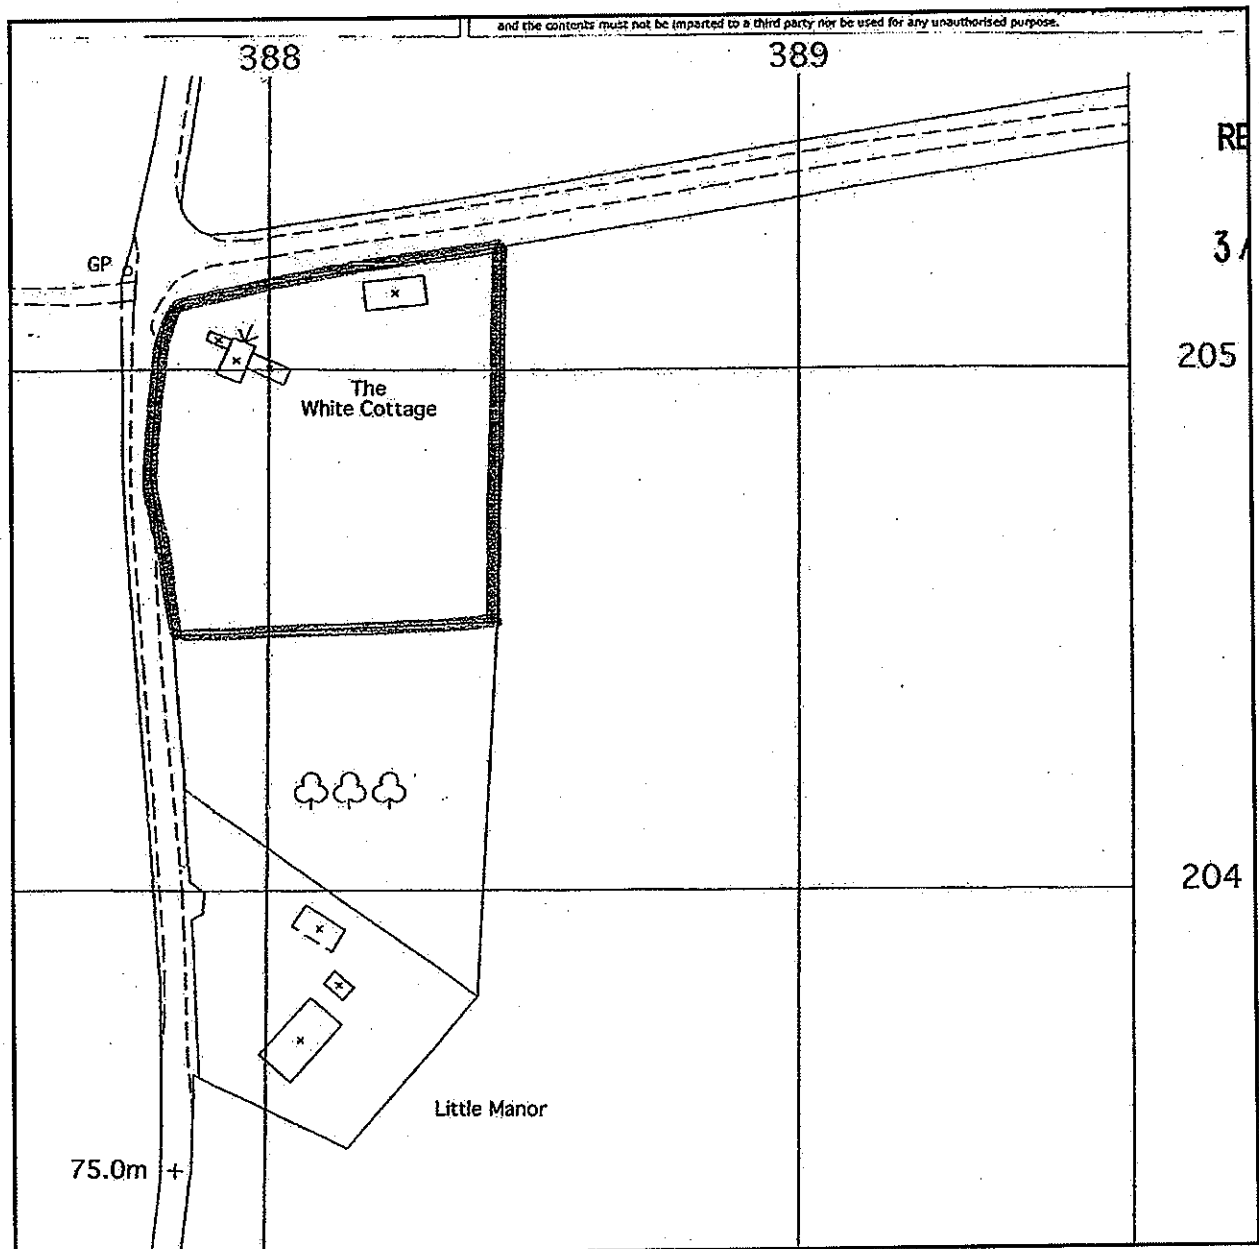 and the contents must not be imparted to a third party nor be used for any unauthorised purpose.
388
389
RE
3
GP
205
The
White Cottage
204
Little Manor
75.0m